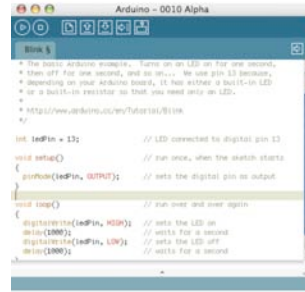 Arduino - 0010 Alpha
Blink §
* The basic Arduino example. Turns on an LED on for one second,
* then off for one second, and so on... We use pin 13 because,
* depending on your Arduino board, it has either a built-in LED
* or a built-in resistor so that you need only an LED.
*
* http://www.arduino.cc/en/Tutorial/Blink
*/
int ledPin = 13; // LED connected to digital pin 13
void setup() // run once, when the sketch starts
{
pinMode(ledPin, OUTPUT); // sets the digital pin as output
}
void loop() // run over and over again
{
digitalWrite(ledPin, HIGH); // sets the LED on
delay(1000); // waits for a second
digitalWrite(ledPin, LOW); // sets the LED off
delay(1000); // waits for a second